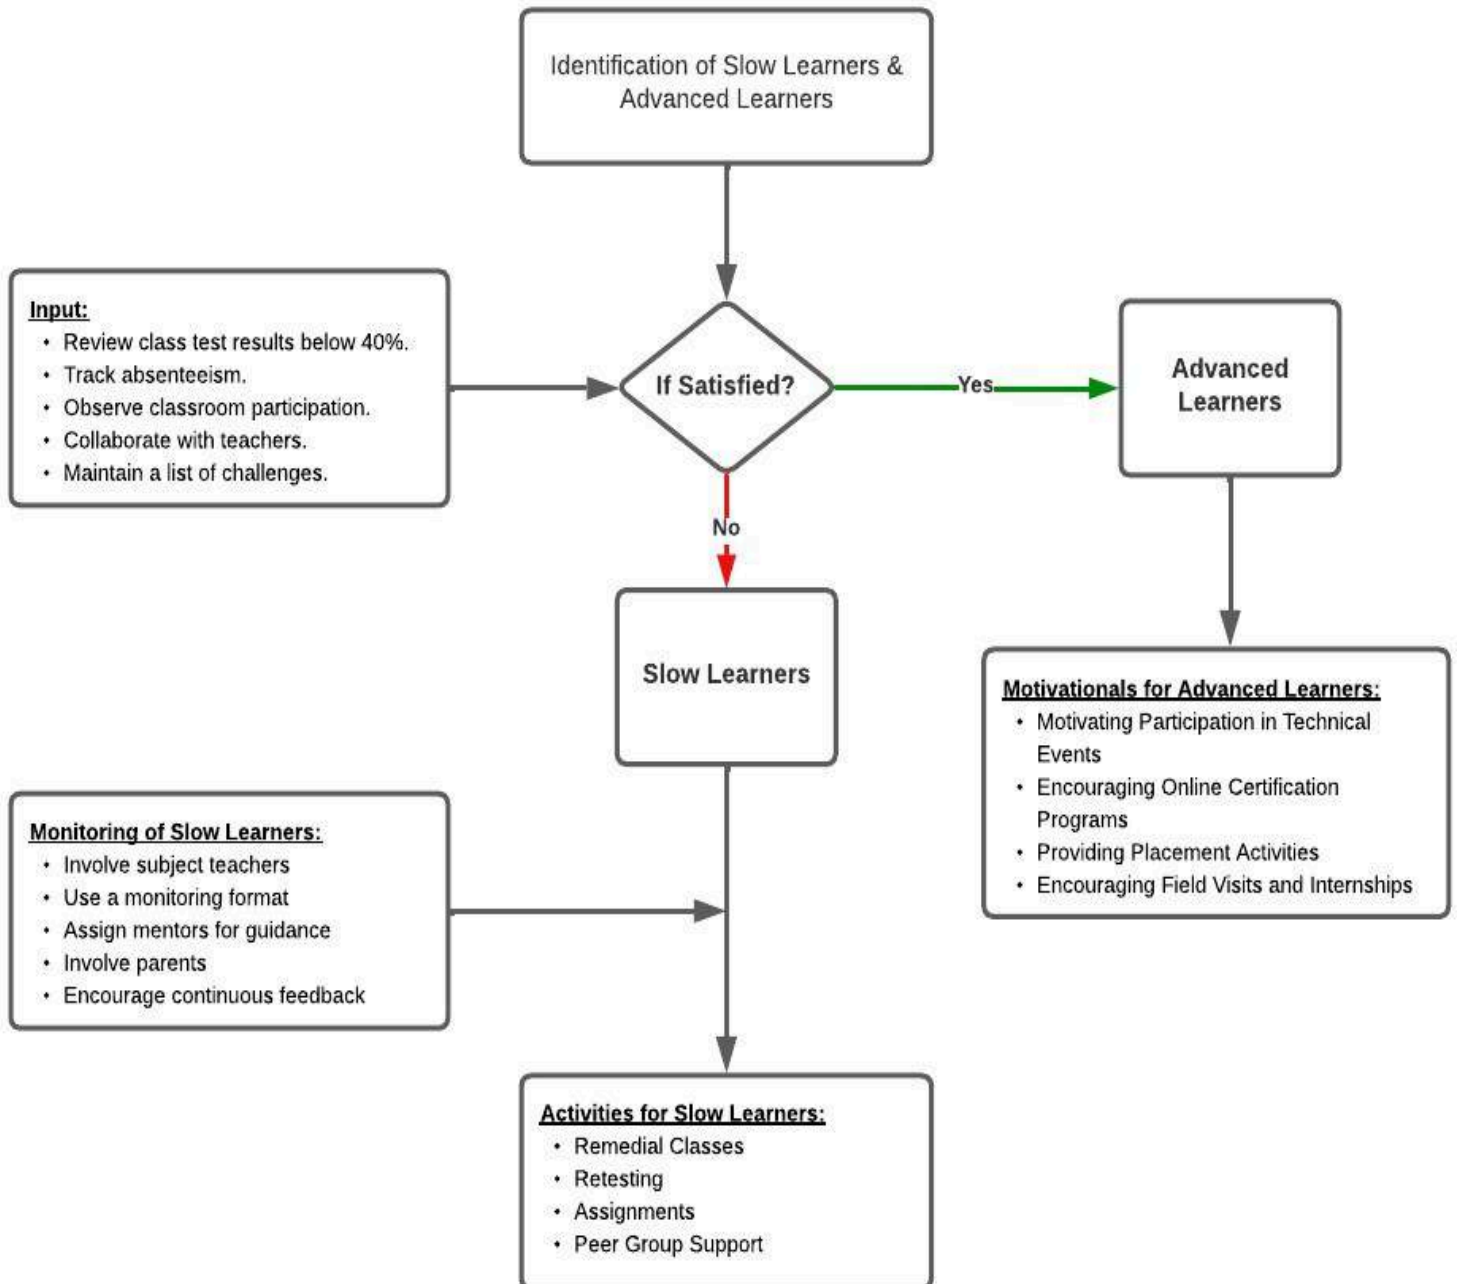 Identification of Slow Learners &
Advanced Learners
Input:
• Review class test results below 40%.
• Track absenteeism.
• Observe classroom participation.
• Collaborate with teachers.
• Maintain a list of challenges.
If Satisfied?
Yes
Advanced
Learners
No
Slow Learners
Motivationals for Advanced Learners:
• Motivating Participation in Technical
Events
• Encouraging Online Certification
Programs
• Providing Placement Activities
• Encouraging Field Visits and Internships
Monitoring of Slow Learners:
• Involve subject teachers
• Use a monitoring format
• Assign mentors for guidance
• Involve parents
• Encourage continuous feedback
Activities for Slow Learners:
• Remedial Classes
• Retesting
• Assignments
• Peer Group Support